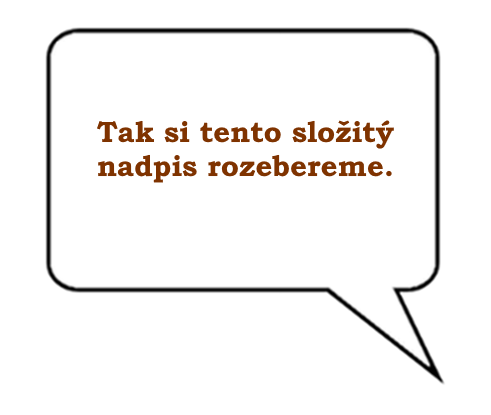 Tak si tento složitý
nadpis rozebereme.